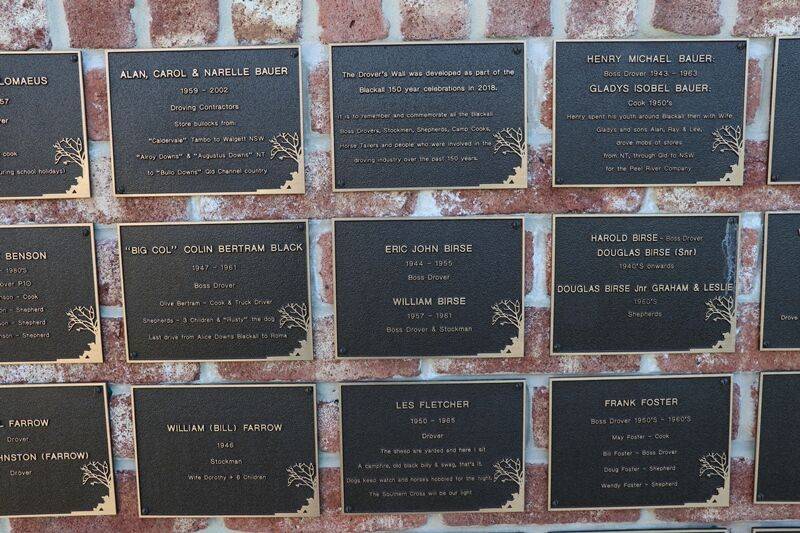 LOMAEUS
57
ver
cook
uring school holidays)
ALAN, CAROL & NARELLE BAUER
1959 - 2002
Droving Contractors
Store bullocks from:
"Caldervale" Tambo to Walgett NSW
"Alroy Downs" & "Augustus Downs" NT
to "Bullo Downs" Qld Channel country
The Drover's Wall was developed as part of the
Blackall 150 year celebrations in 2018.
It is to remember and commemorate all the Blackall
Boss Drovers, Stockmen, Shepherds, Camp Cooks,
Horse Tailers and people who were involved in the
droving industry over the past 150 years.
HENRY MICHAEL BAUER:
Boss Drover 1943 - 1963
GLADYS ISOBEL BAUER:
Cook 1950's
Henry spent his youth around Blackall then with Wife
Gladys and sons Alan, Ray & Lee,
drove mobs of stores
from NT, through Qld to NSW
for the Peel River Company
BENSON
- 1980'S
over P10
nson - Cook
n - Shepherd
son - Shepherd
n - Shepherd
"BIG COL" COLIN BERTRAM BLACK
1947 - 1961
Boss Drover
Olive Bertram - Cook & Truck Driver
Shepherds - 3 Children & "Rusty" the dog
Last drive from Alice Downs Blackall to Roma
ERIC JOHN BIRSE
1944 - 1955
Boss Drover
WILLIAM BIRSE
1957 - 1961
Boss Drover & Stockman
HAROLD BIRSE - Boss Drover
DOUGLAS BIRSE (Snr)
1940'S onwards
DOUGLAS BIRSE Jnr GRAHAM & LESLIE
1960'S
Shepherds
Drove
L FARROW
Drover
HNSTON (FARROW)
Drover
WILLIAM (BILL) FARROW
1946
Stockman
Wife Dorothy + 6 Children
LES FLETCHER
1950 - 1965
Drover
The sheep are yarded and here I sit
A campfire, old black billy & swag, that's it.
Dogs keep watch and horses hobbled for the night,
The Southern Cross will be our light
FRANK FOSTER
Boss Drover 1950'S - 1960'S
May Foster - Cook
Bill Foster - Boss Drover
Doug Foster - Shepherd
Wendy Foster - Shepherd